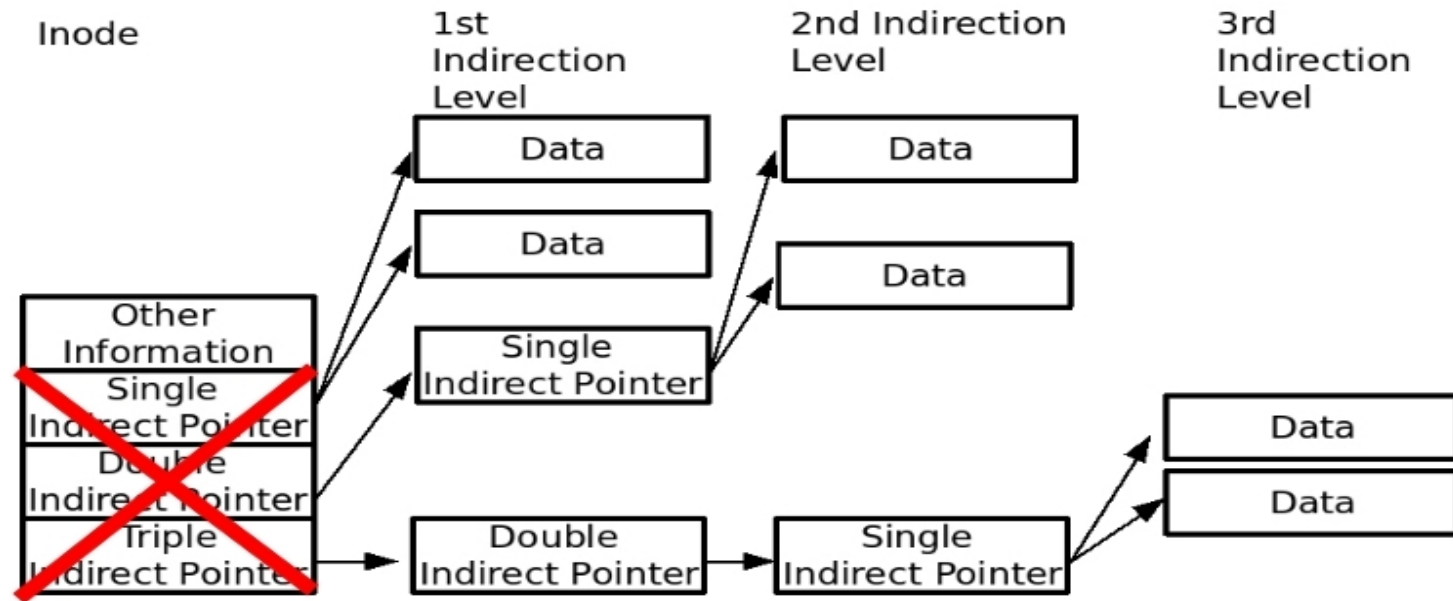 Inode
1st
Indirection
Level
2nd Indirection
Level
3rd
Indirection
Level
Data
Data
Data
Data
Other
Information
Single
Indirect Pointer
Double
Indirect Pointer
Triple
Indirect Pointer
Single
Indirect Pointer
Double
Indirect Pointer
Single
Indirect Pointer
Data
Data